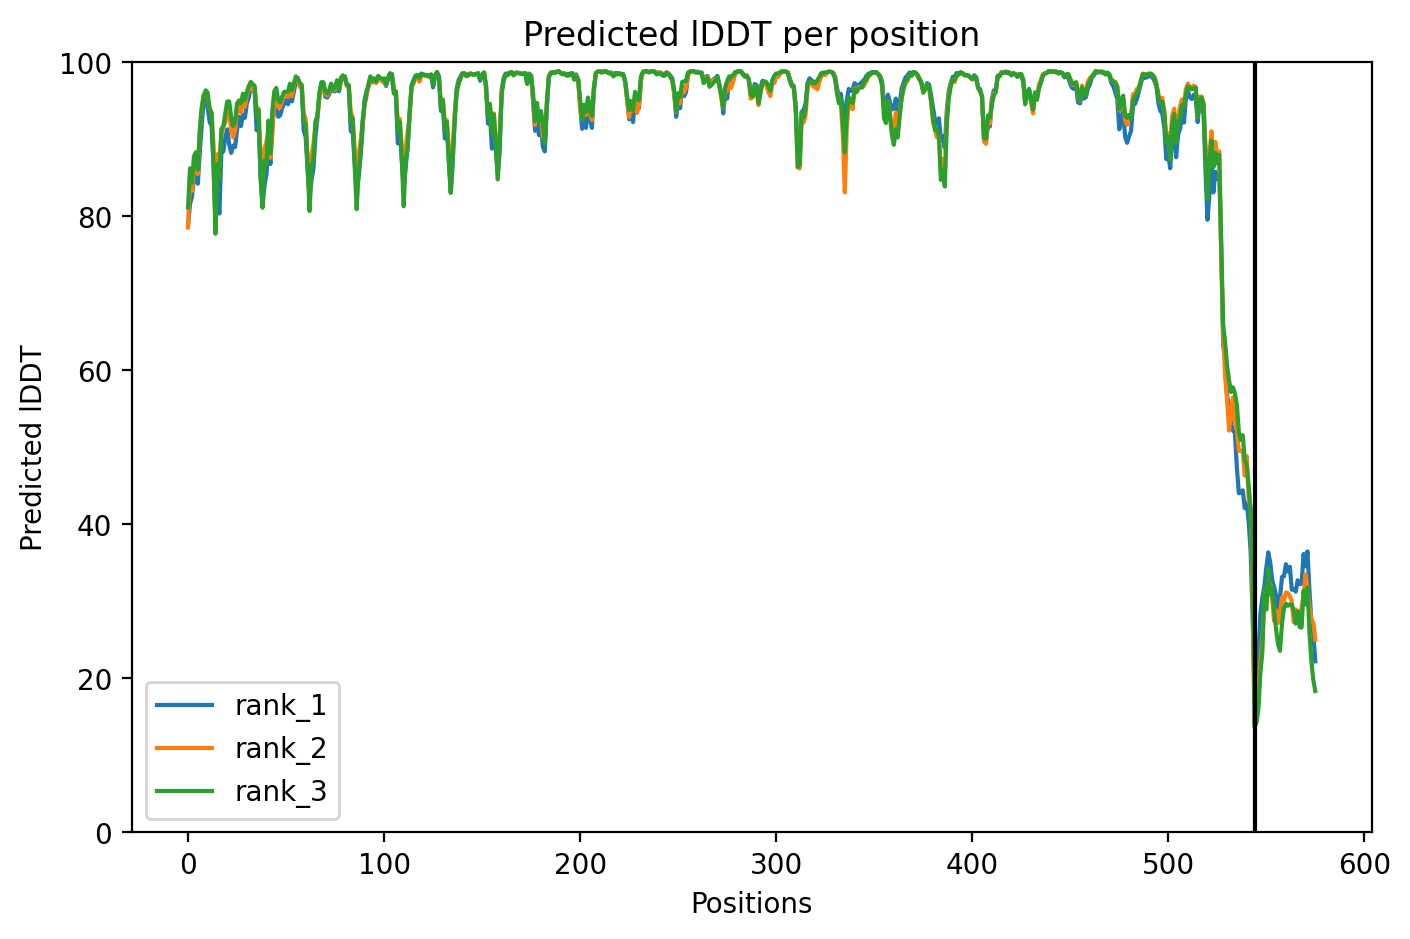 Predicted lDDT per position
100
80
60
40
20
0
Predicted lDDT
rank_1
rank_2
rank_3
0 100 200 300 400 500 600
Positions